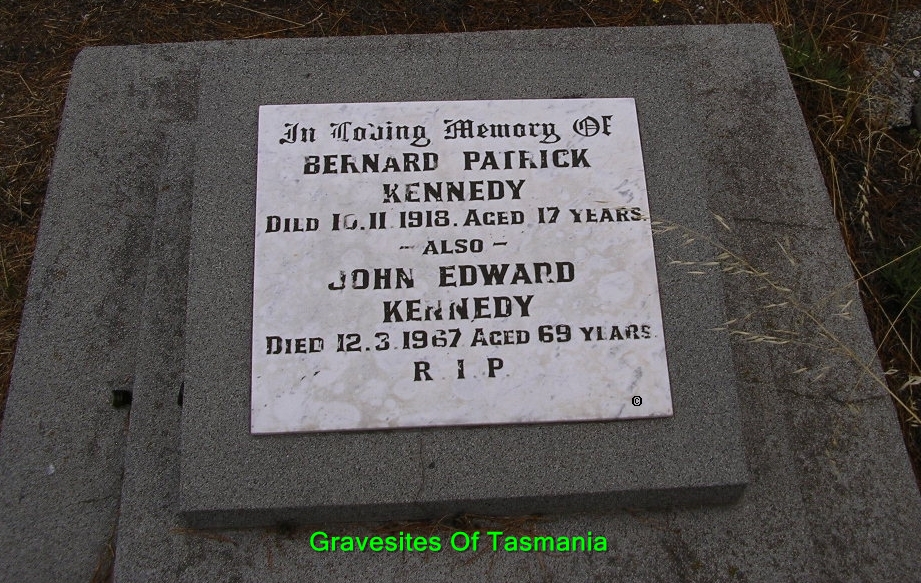 In Loving Memory Of
BERNARD PATRICK
KENNEDY
DIED 10.11.1918. AGED 17 YEARS.
- ALSO -
JOHN EDWARD
KENNEDY
DIED 12.3.1967 AGED 69 YEARS.
R I P
©
Gravesites Of Tasmania